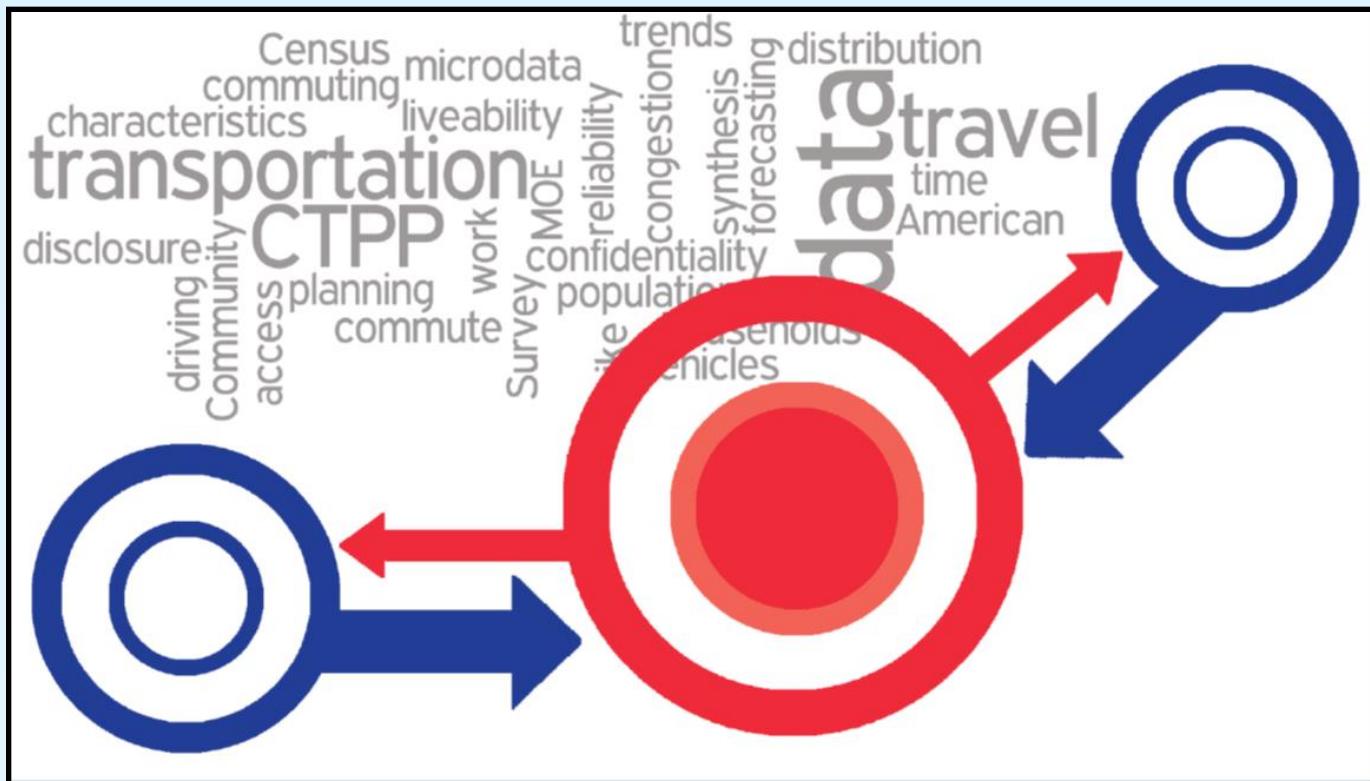 trends
Census
microdata
distribution
commuting
characteristics
liveability
reliability
congestion
synthesis
forecasting
data
travel
transportation
MOE
time
CTPP
American
disclosure
Community
work
confidentiality
driving
access
planning
Survey
commute